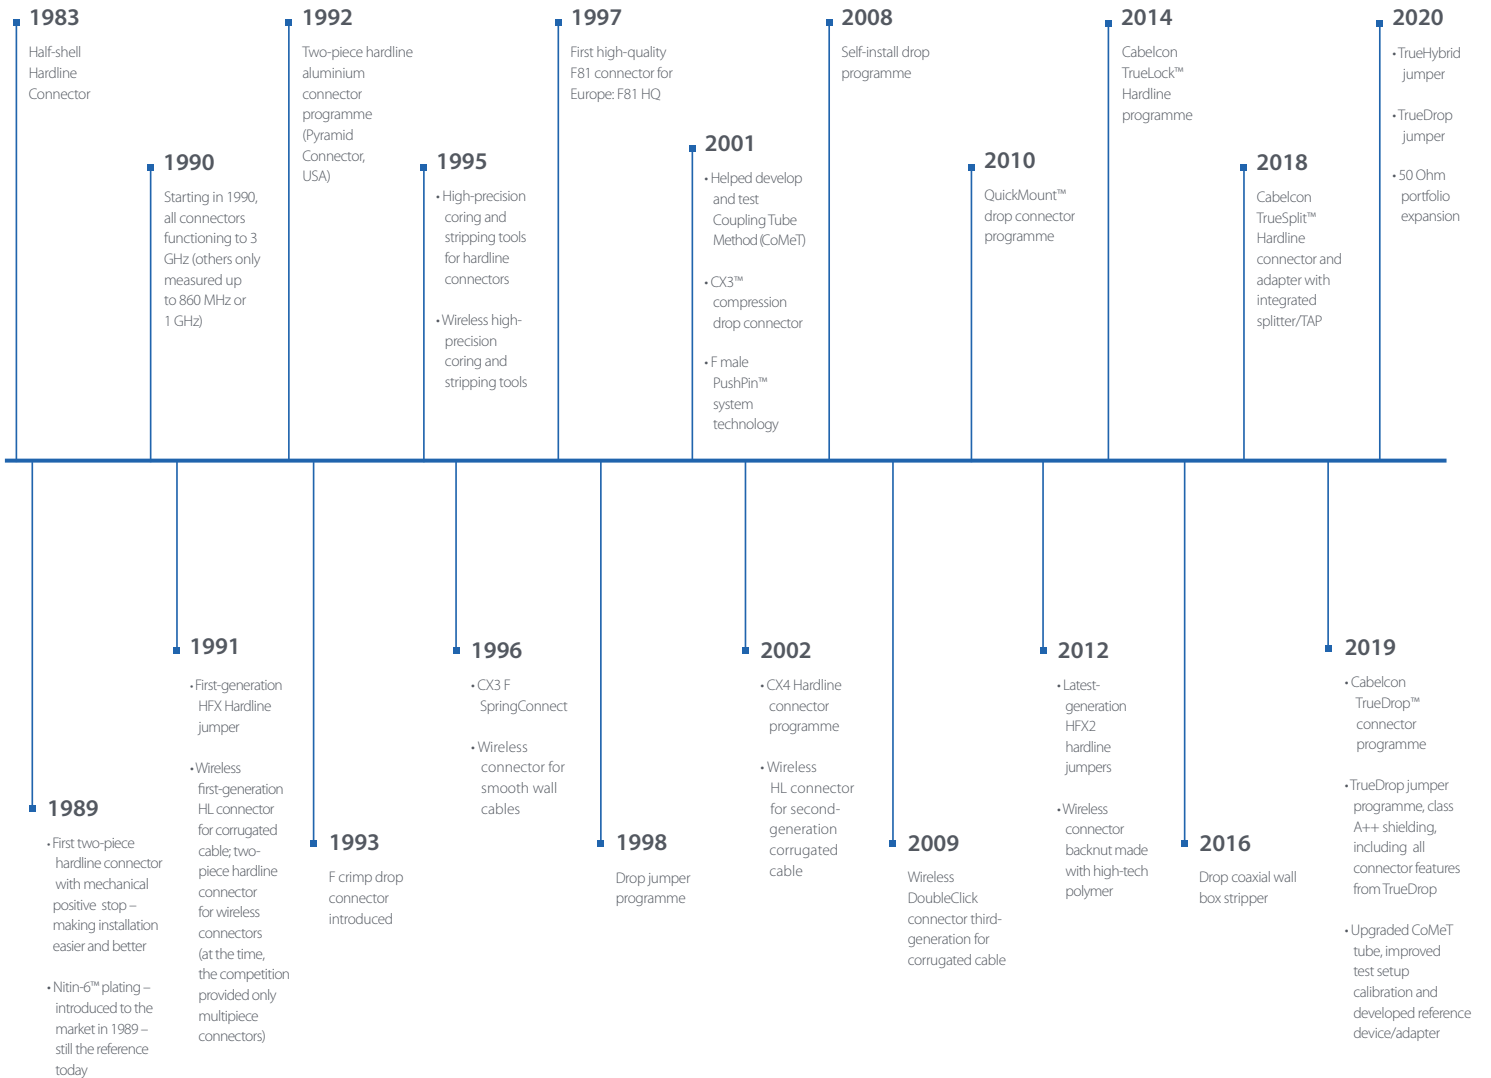 1983
Half-shell
Hardline
Connector
1990
Starting in 1990,
all connectors
functioning to 3
GHz (others only
measured up
to 860 MHz or
1 GHz)
1992
Two-piece hardline
aluminium
connector
programme
(Pyramid
Connector,
USA)
1995
• High-precision
coring and
stripping tools
for hardline
connectors
• Wireless high-
precision
coring and
stripping tools
1997
First high-quality
F81 connector for
Europe: F81 HQ
2001
• Helped develop
and test
Coupling Tube
Method (CoMeT)
• CX3™
compression
drop connector
• F male
PushPin™
system
technology
2008
Self-install drop
programme
2010
QuickMount™
drop connector
programme
2014
Cabelcon
TrueLock™
Hardline
programme
2018
Cabelcon
TrueSplit™
Hardline
connector and
adapter with
integrated
splitter/TAP
2020
• TrueHybrid
jumper
• TrueDrop
jumper
• 50 Ohm
portfolio
expansion
1989
• First two-piece
hardline connector
with mechanical
positive stop –
making installation
easier and better
• Nitin-6™ plating –
introduced to the
market in 1989 –
still the reference
today
1991
• First-generation
HFX Hardline
jumper
• Wireless
first-generation
HL connector
for corrugated
cable; two-
piece hardline
connector
for wireless
connectors
(at the time,
the competition
provided only
multipiece
connectors)
1993
F crimp drop
connector
introduced
1996
• CX3 F
SpringConnect
• Wireless
connector for
smooth wall
cables
1998
Drop jumper
programme
2002
• CX4 Hardline
connector
programme
• Wireless
HL connector
for second-
generation
corrugated
cable
2009
Wireless
DoubleClick
connector third-
generation for
corrugated cable
2012
• Latest-
generation
HFX2
hardline
jumpers
• Wireless
connector
backnut made
with high-tech
polymer
2016
Drop coaxial wall
box stripper
2019
• Cabelcon
TrueDrop™
connector
programme
• TrueDrop jumper
programme, class
A++ shielding,
including all
connector features
from TrueDrop
• Upgraded CoMeT
tube, improved
test setup
calibration and
developed reference
device/adapter